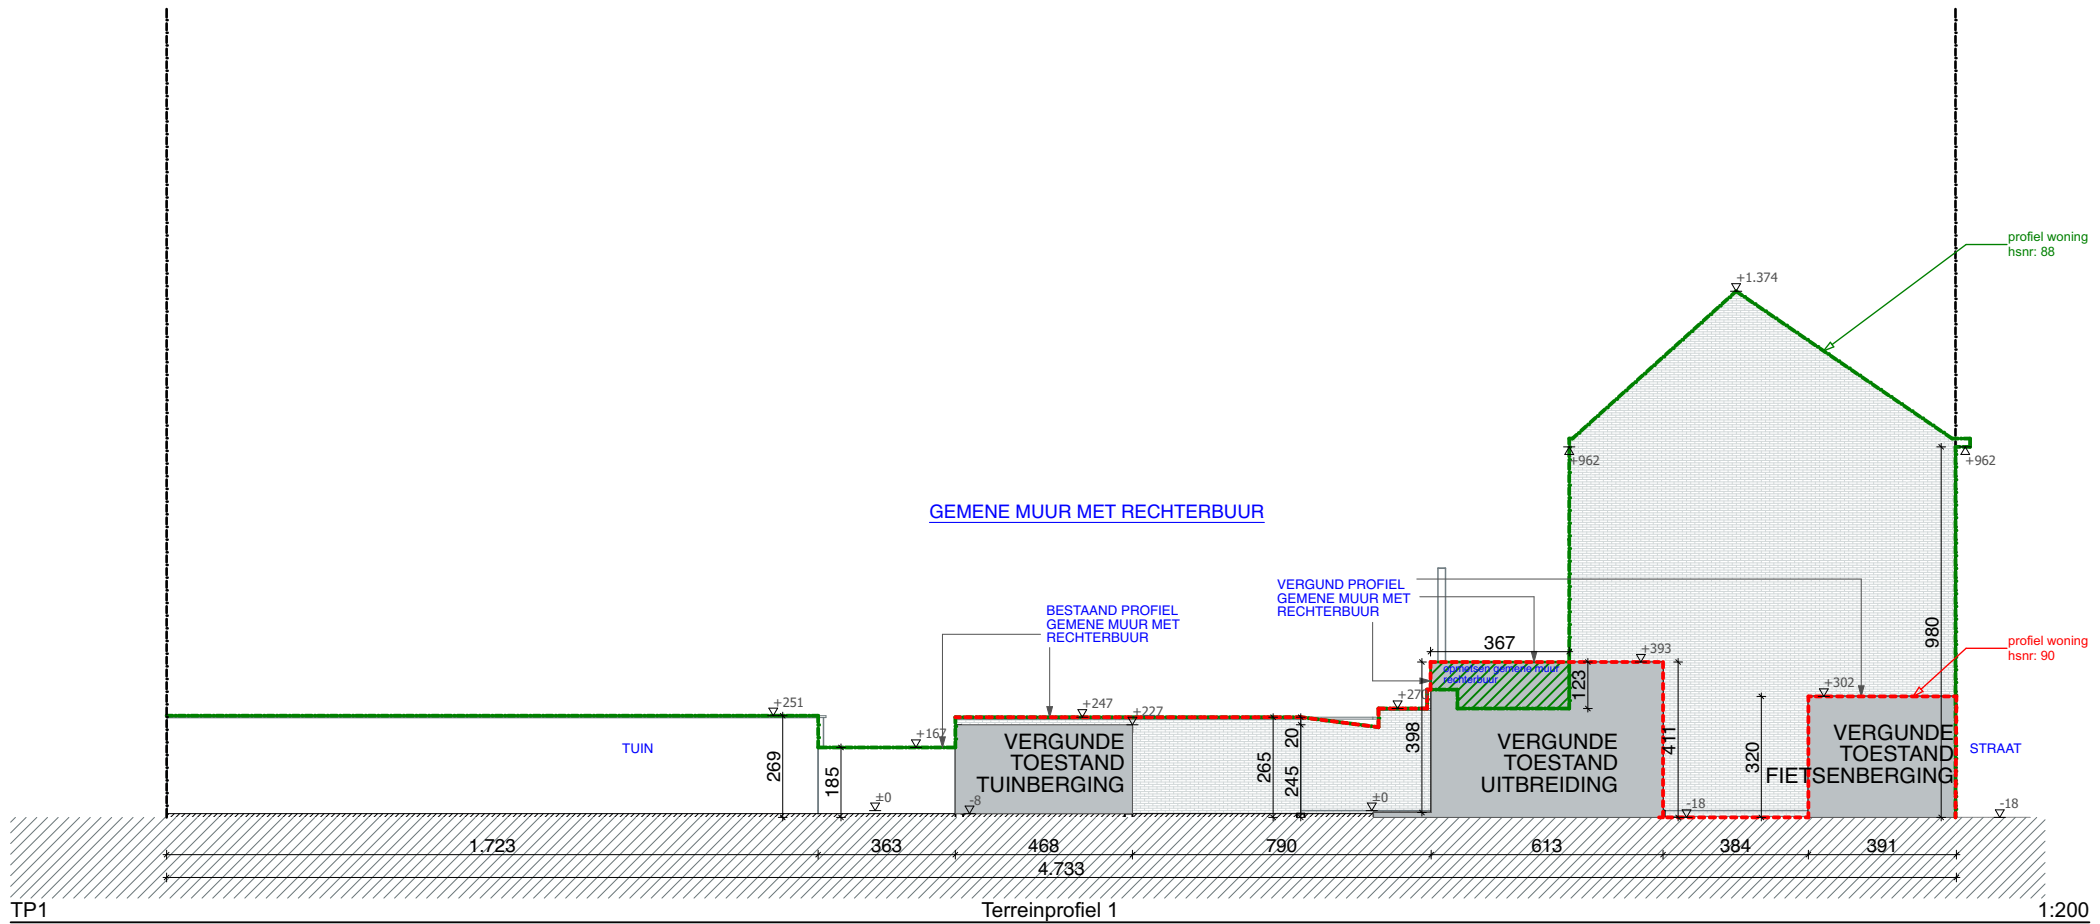 profiel woning
hsnr: 88
+1.374
+962
+962
GEMENE MUUR MET RECHTERBUUR
VERGUND PROFIEL
GEMENE MUUR MET
RECHTERBUUR
BESTAAND PROFIEL
GEMENE MUUR MET
RECHTERBUUR
980
profiel woning
hsnr: 90
367
+393
opmetsen gemene muur
rechterbuur
123
+302
+270
+251
+247
+227
+167
TUIN
269
185
±0
-8
VERGUNDE
TOESTAND
TUINBERGING
265
20
245
±0
398
VERGUNDE
TOESTAND
UITBREIDING
411
-18
320
VERGUNDE
TOESTAND
FIETSENBERGING
STRAAT
-18
1.723
363
468
790
613
384
391
4.733
TP1
Terreinprofiel 1
1:200